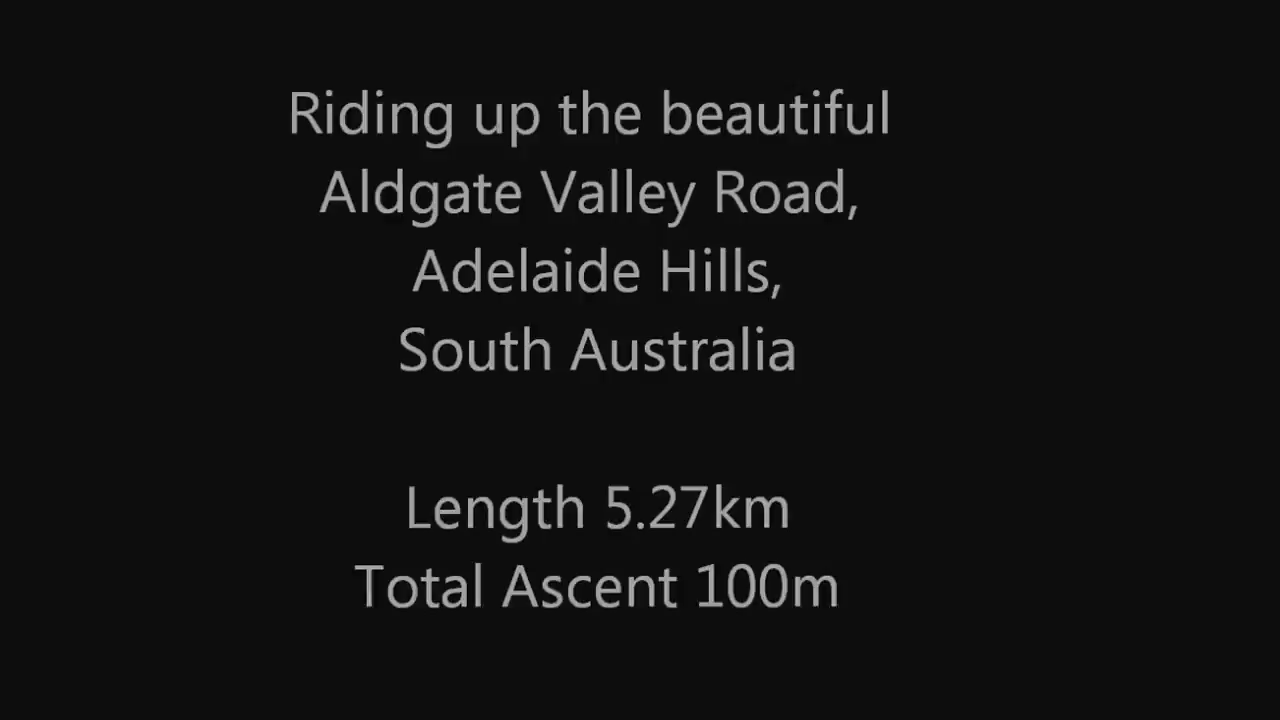 Riding up the beautiful
Aldgate Valley Road,
Adelaide Hills,
South Australia
Length 5.27km
Total Ascent 100m